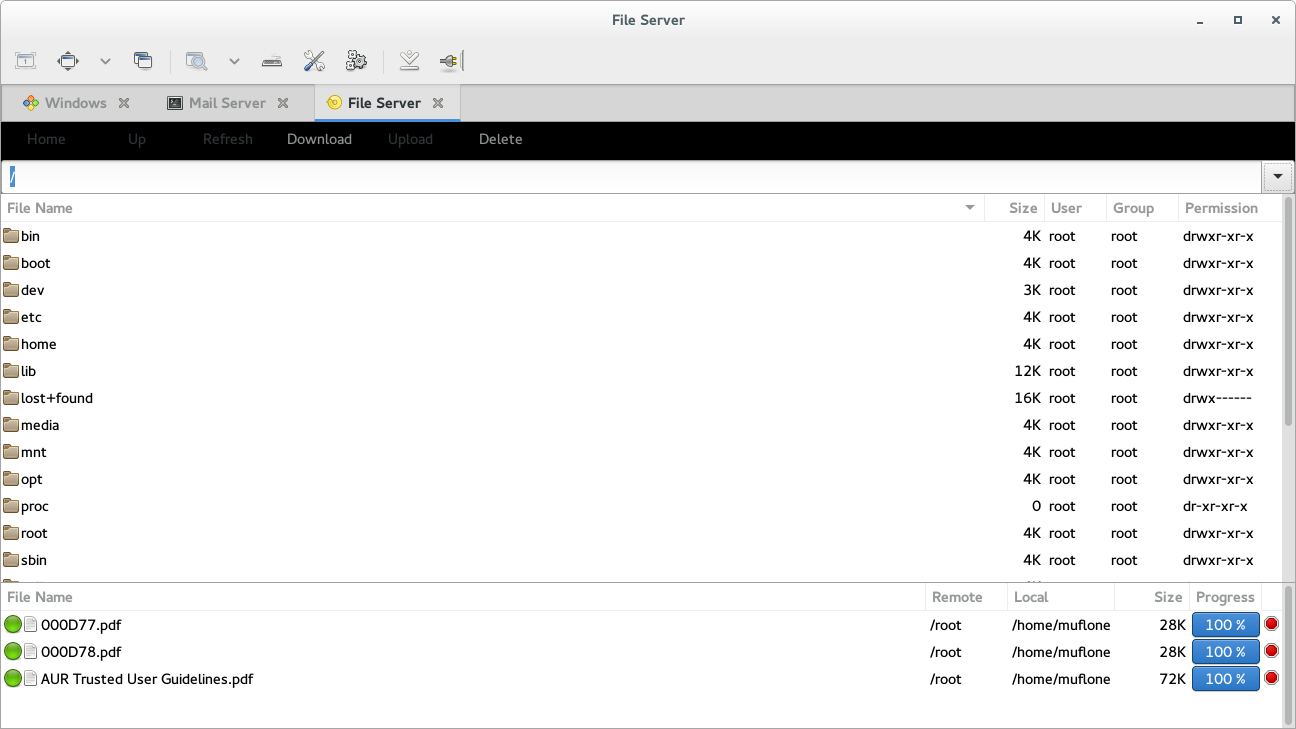 File Server
Windows Mail Server File Server
Home Up Refresh Download Upload Delete
/
File Name Size User Group Permission
bin 4K root root drwxr-xr-x
boot 4K root root drwxr-xr-x
dev 3K root root drwxr-xr-x
etc 4K root root drwxr-xr-x
home 4K root root drwxr-xr-x
lib 12K root root drwxr-xr-x
lost+found 16K root root drwx------
media 4K root root drwxr-xr-x
mnt 4K root root drwxr-xr-x
opt 4K root root drwxr-xr-x
proc 0 root root dr-xr-xr-x
root 4K root root drwxr-xr-x
sbin 4K root root drwxr-xr-x
File Name Remote Local Size Progress
000D77.pdf /root /home/muflone 28K 100 %
000D78.pdf /root /home/muflone 28K 100 %
AUR Trusted User Guidelines.pdf /root /home/muflone 72K 100 %